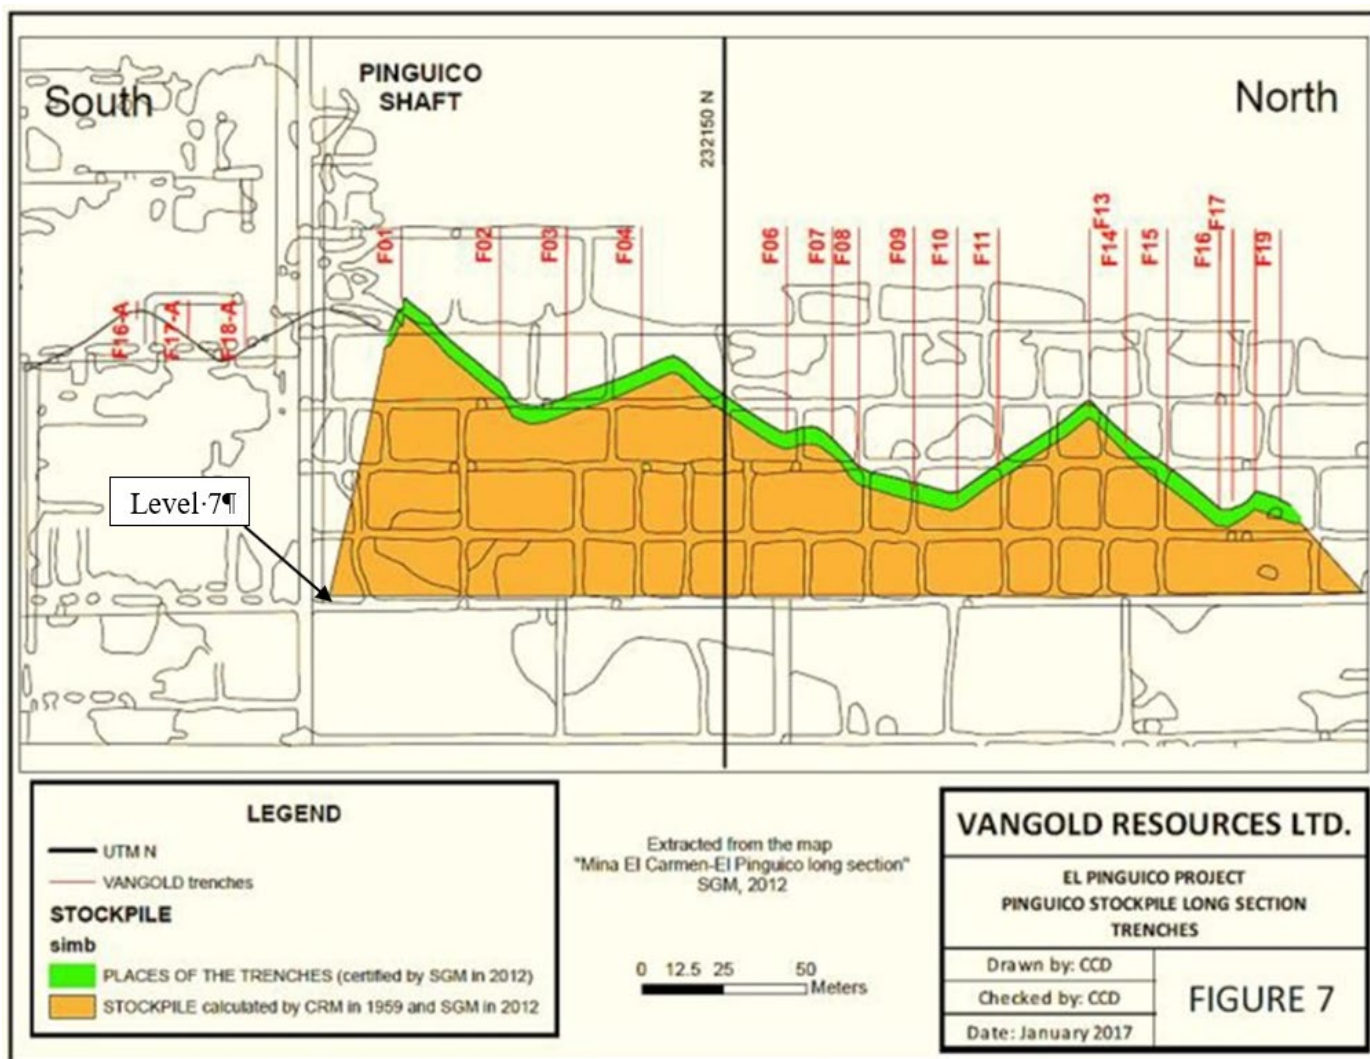 South
PINGUICO
SHAFT
232150 N
North
F01
F02
F03
F04
F06
F07
F08
F09
F10
F11
F13
F14
F15
F16
F17
F19
F16-A
F17-A
F18-A
Level·7¶
LEGEND
UTM N
VANGOLD trenches
STOCKPILE
simb
PLACES OF THE TRENCHES (certified by SGM in 2012)
STOCKPILE calculated by CRM in 1959 and SGM in 2012
Extracted from the map
"Mina El Carmen-El Pinguico long section"
SGM, 2012
0 12.5 25 50
Meters
VANGOLD RESOURCES LTD.
EL PINGUICO PROJECT
PINGUICO STOCKPILE LONG SECTION
TRENCHES
Drawn by: CCD
Checked by: CCD
Date: January 2017
FIGURE 7